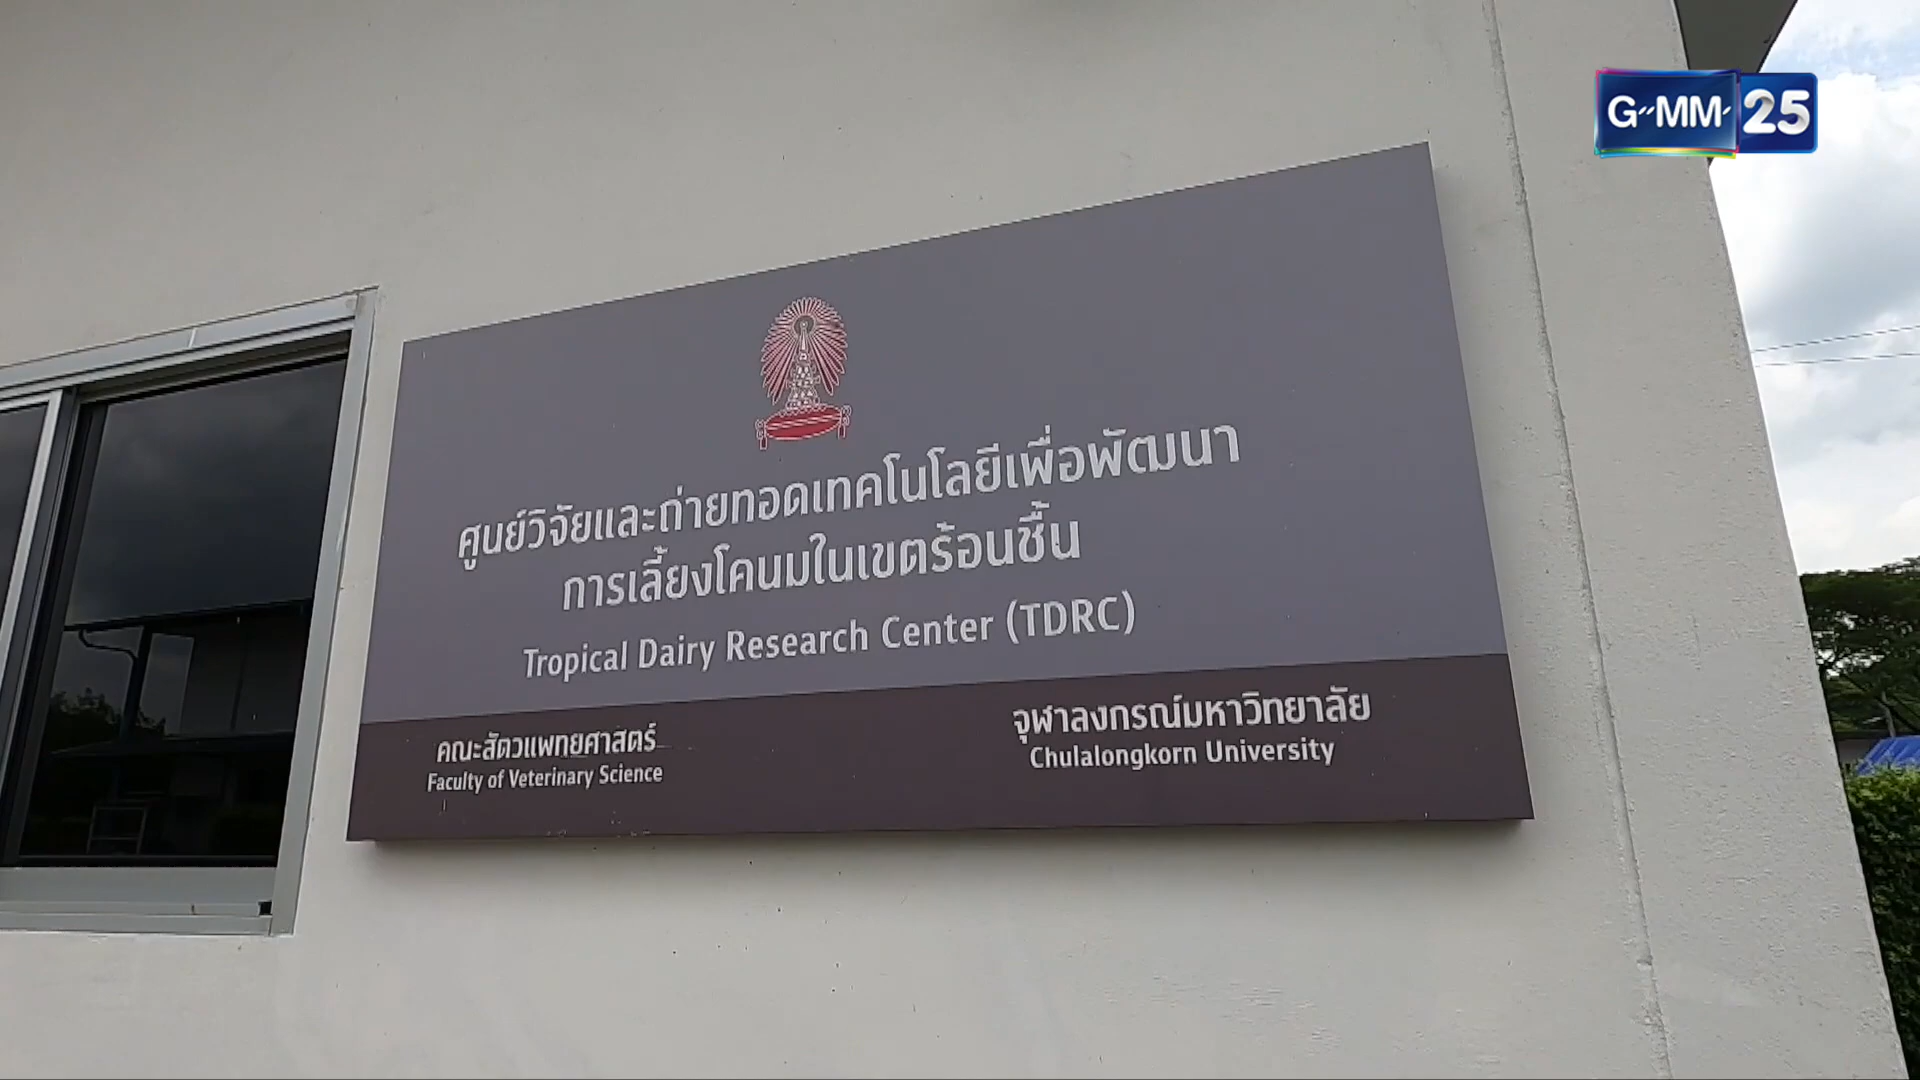 GMM 25
ศูนย์วิจัยและถ่ายทอดเทคโนโลยีเพื่อพัฒนา
การเลี้ยงโคนมในเขตร้อนชื้น
Tropical Dairy Research Center (TDRC)
คณะสัตวแพทยศาสตร์
Faculty of Veterinary Science
จุฬาลงกรณ์มหาวิทยาลัย
Chulalongkorn University